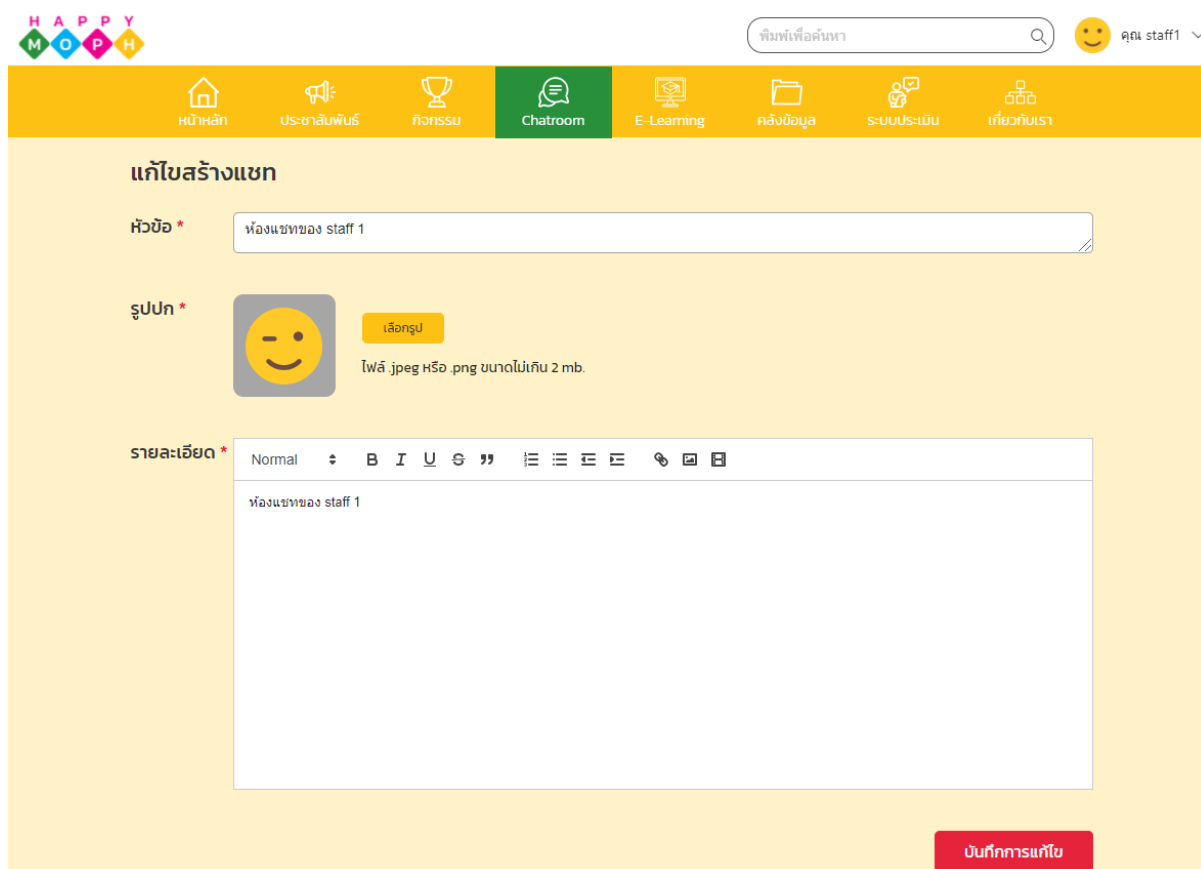 HAPPY
MOPH
พิมพ์เพื่อค้นหา
คุณ staff1
หน้าหลัก
ประชาสัมพันธ์
กิจกรรม
Chatroom
E-Learning
คลังข้อมูล
ระบบประเมิน
เกี่ยวกับเรา
แก้ไขสร้างแชท
หัวข้อ *
ห้องแชทของ staff 1
รูปปก *
เลือกรูป
ไฟล์ .jpeg หรือ .png ขนาดไม่เกิน 2 mb.
รายละเอียด *
Normal
ห้องแชทของ staff 1
บันทึกการแก้ไข